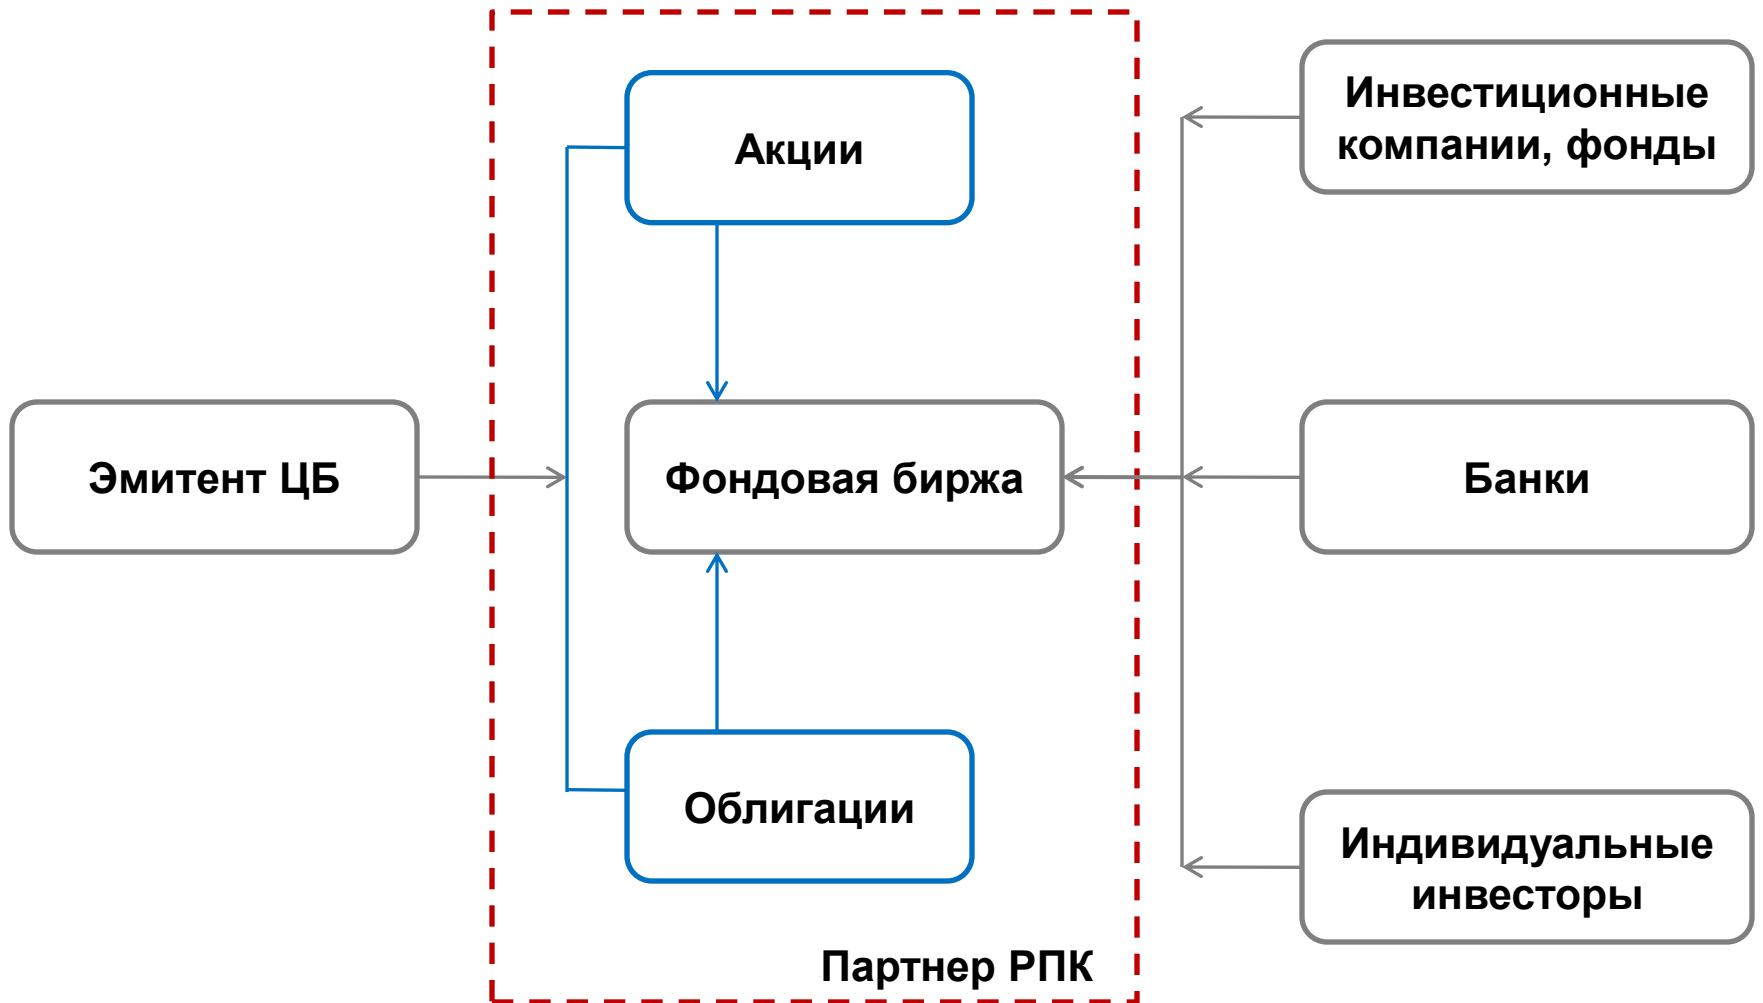 Акции
Инвестиционные
компании, фонды
Эмитент ЦБ
Фондовая биржа
Банки
Облигации
Индивидуальные
инвесторы
Партнер РПК